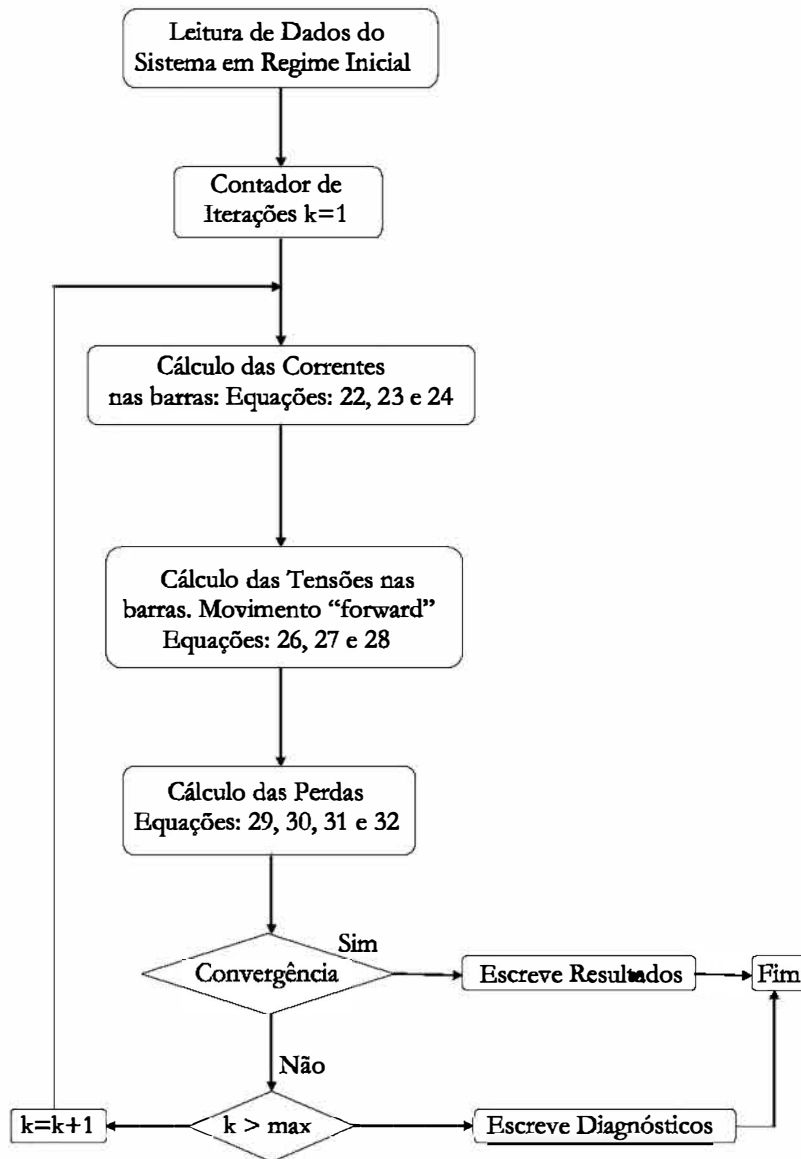 Leitura de Dados do
Sistema em Regime Inicial
Contador de
Iterações k=1
Cálculo das Correntes
nas barras: Equações: 22, 23 e 24
Cálculo das Tensões nas
barras. Movimento “forward”
Equações: 26, 27 e 28
Cálculo das Perdas
Equações: 29, 30, 31 e 32
Sim
Convergência
Escreve Resultados
Fim
Não
k=k+1
k > max
Escreve Diagnósticos